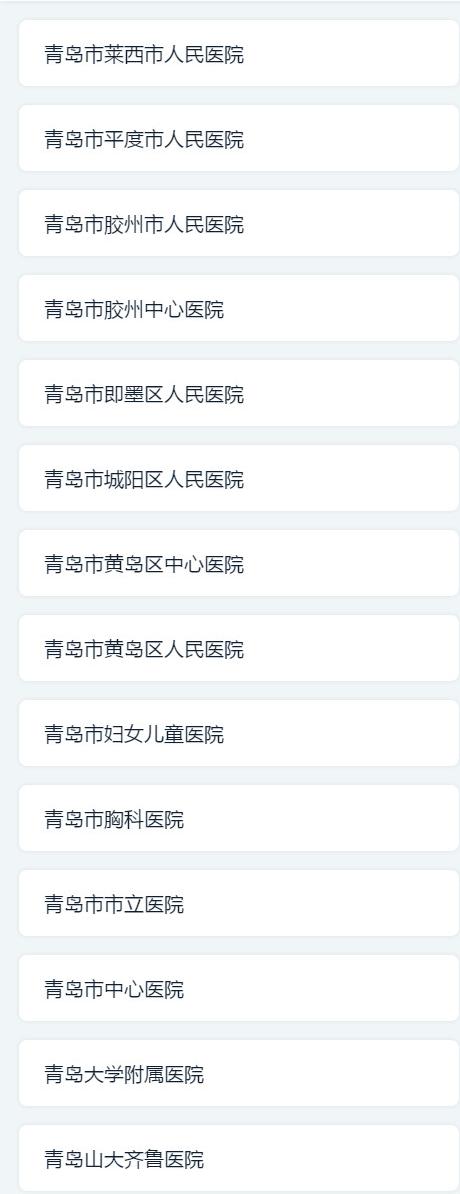 青岛市莱西市人民医院
青岛市平度市人民医院
青岛市胶州市人民医院
青岛市胶州中心医院
青岛市即墨区人民医院
青岛市城阳区人民医院
青岛市黄岛区中心医院
青岛市黄岛区人民医院
青岛市妇女儿童医院
青岛市胸科医院
青岛市市立医院
青岛市中心医院
青岛大学附属医院
青岛山大齐鲁医院